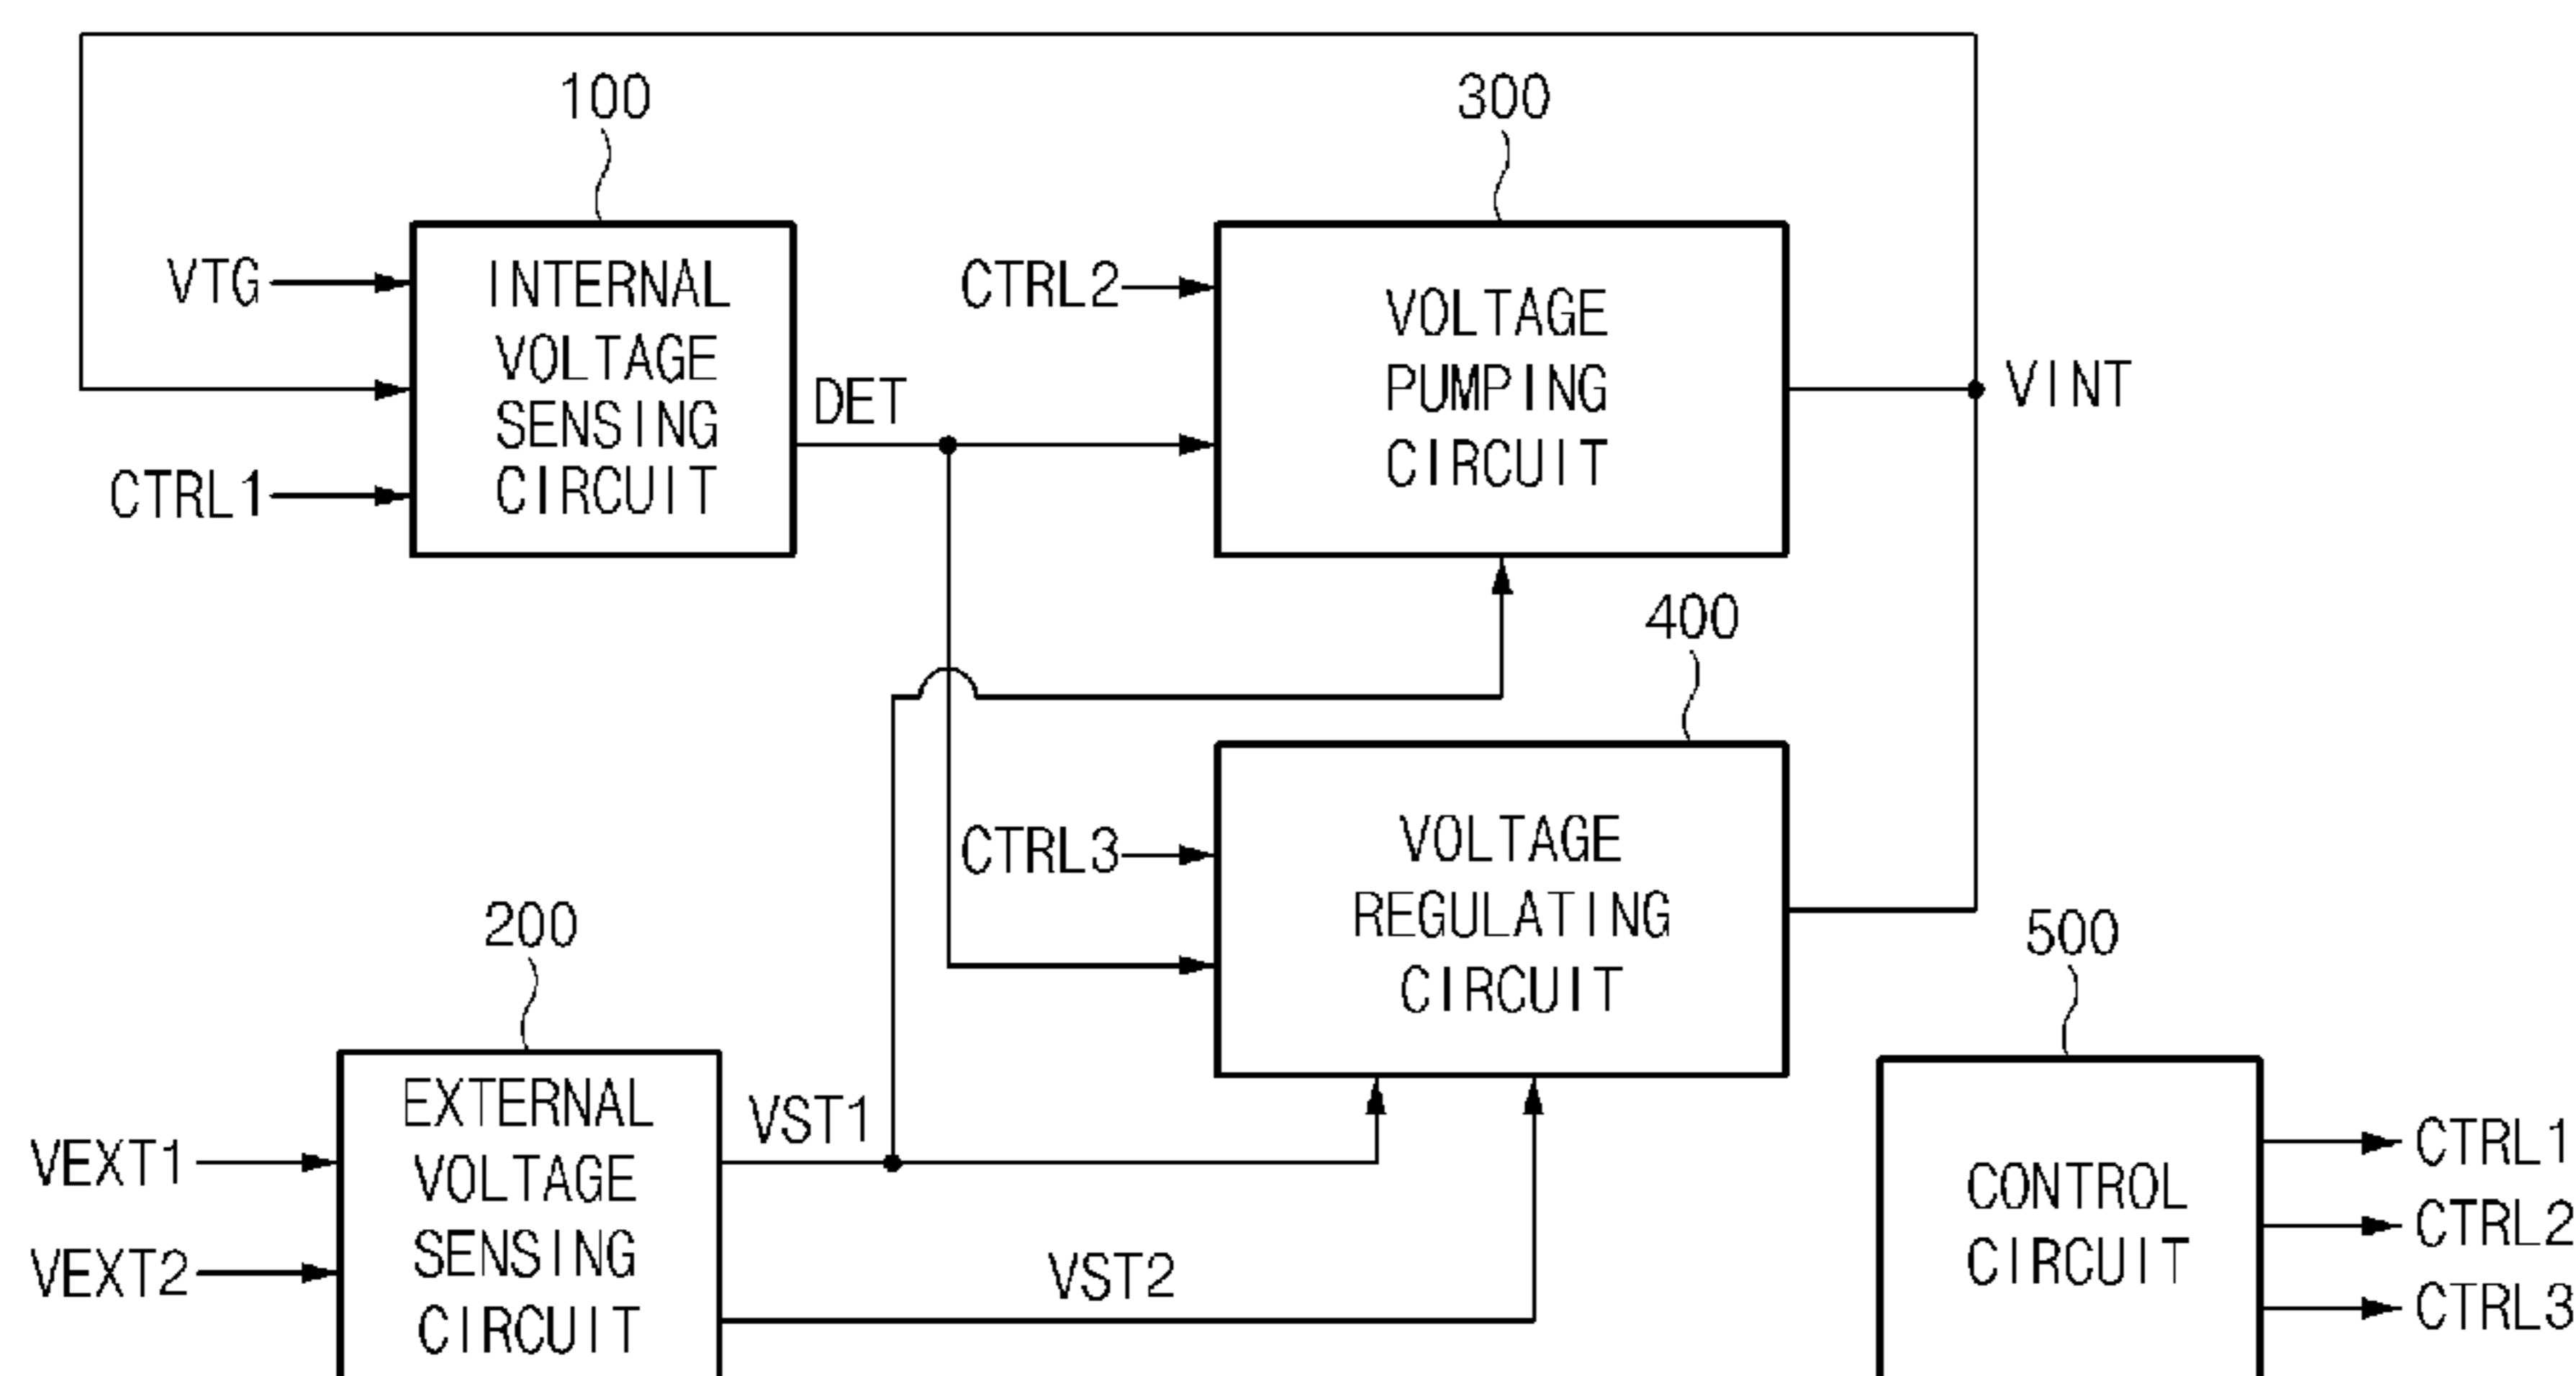 100
300
VTG
INTERNAL
VOLTAGE
SENSING
CIRCUIT
CTRL1
DET
CTRL2
VOLTAGE
PUMPING
CIRCUIT
VINT
400
CTRL3
VOLTAGE
REGULATING
CIRCUIT
200
500
VEXT1
VEXT2
EXTERNAL
VOLTAGE
SENSING
CIRCUIT
VST1
VST2
CONTROL
CIRCUIT
CTRL1
CTRL2
CTRL3